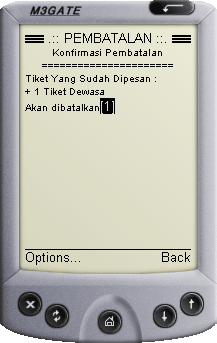 M3GATE
.:: PEMBATALAN ::.
Konfirmasi Pembatalan
======================
Tiket Yang Sudah Dipesan :
+ 1 Tiket Dewasa
Akan dibatalkan[1]
Options... Back